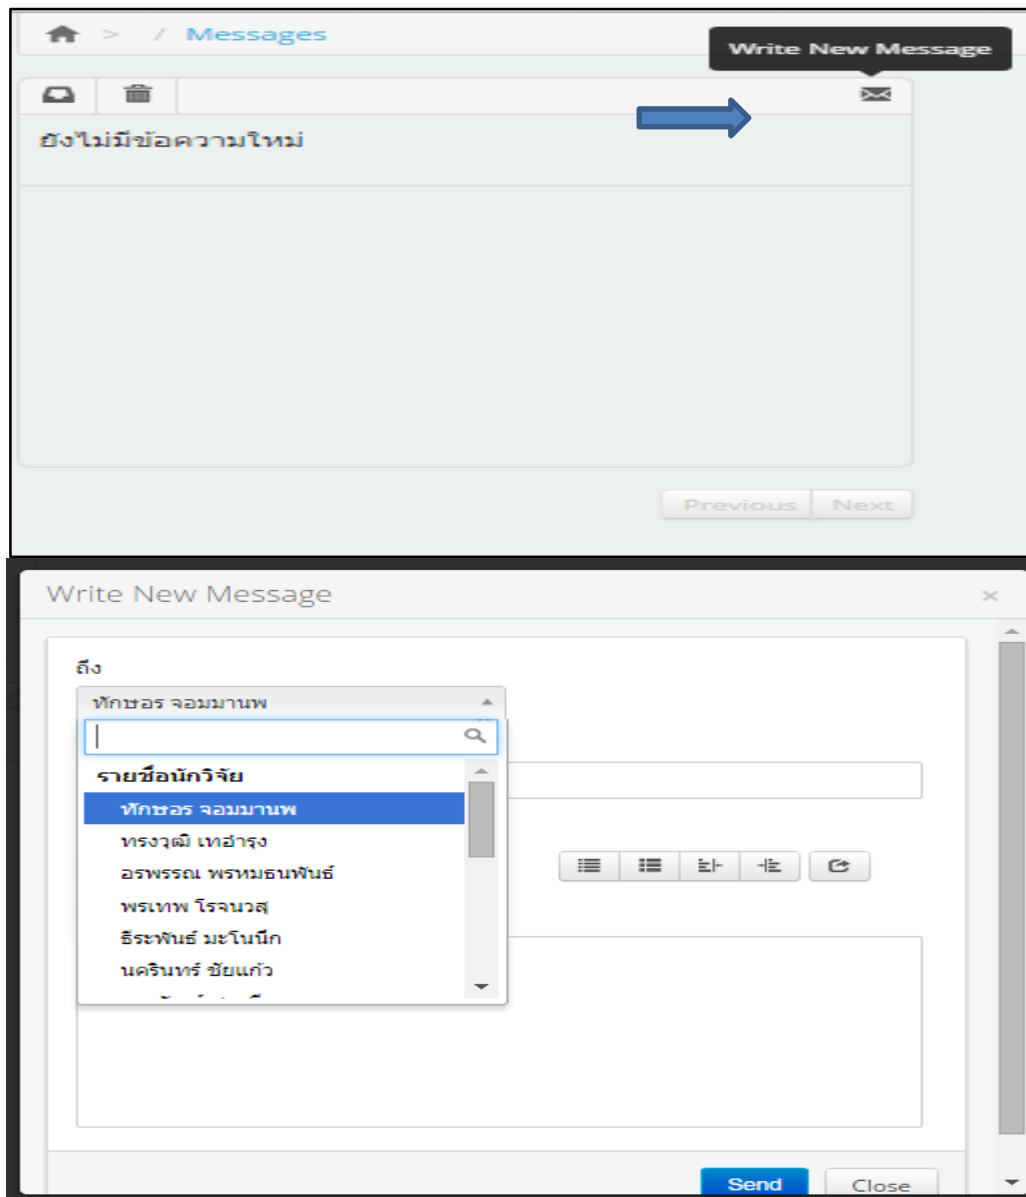 > / Messages
Write New Message
ยังไม่มีข้อความใหม่
Previous Next
Write New Message ×
ถึง
ทักษอร จอมมานพ
รายชื่อนักวิจัย
ทักษอร จอมมานพ
ทรงวุฒิ เทอำรุง
อรพรรณ พรหมธนพันธ์
พรเทพ โรจนวสุ
ธีระพันธ์ มะโนนึก
นครินทร์ ชัยแก้ว
Send Close